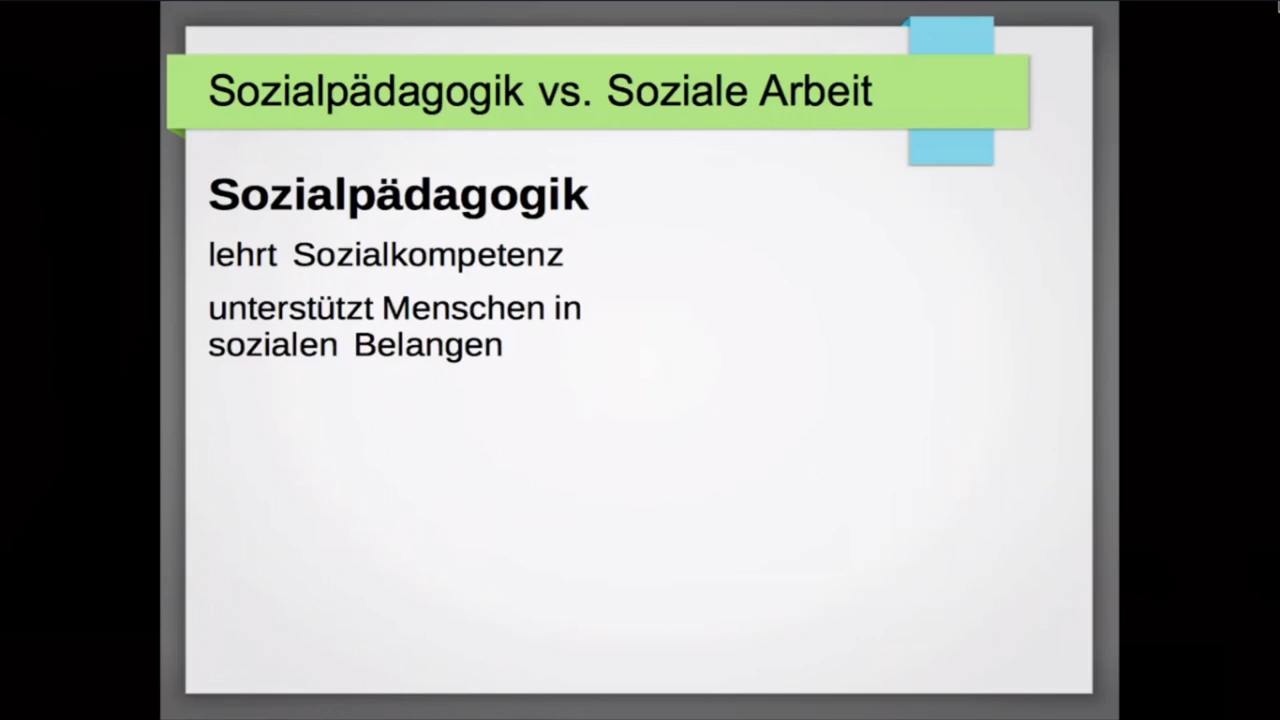 Sozialpädagogik vs. Soziale Arbeit
Sozialpädagogik
lehrt Sozialkompetenz
unterstützt Menschen in
sozialen Belangen